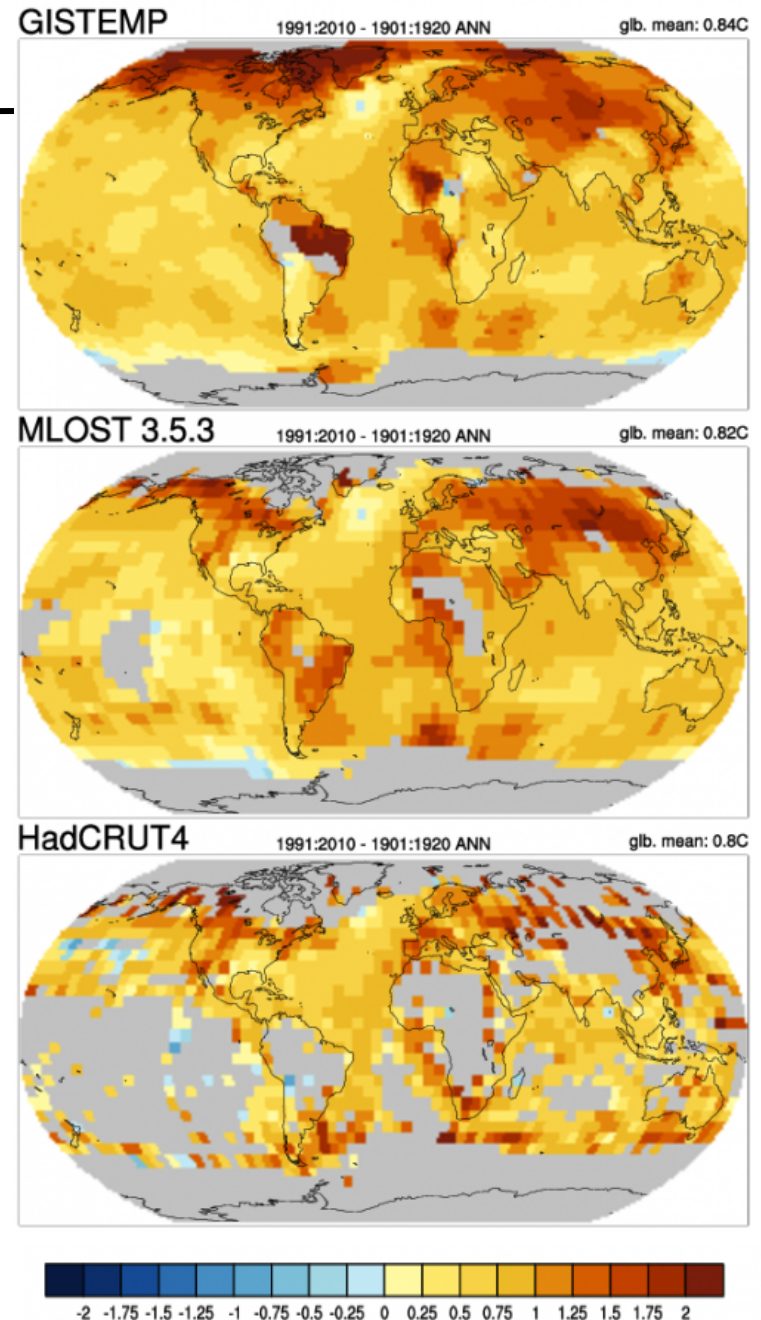 GISTEMP 1991:2010 - 1901:1920 ANN glb. mean: 0.84C
MLOST 3.5.3 1991:2010 - 1901:1920 ANN glb. mean: 0.82C
HadCRUT4 1991:2010 - 1901:1920 ANN glb. mean: 0.8C
-2 -1.75 -1.5 -1.25 -1 -0.75 -0.5 -0.25 0 0.25 0.5 0.75 1 1.25 1.5 1.75 2